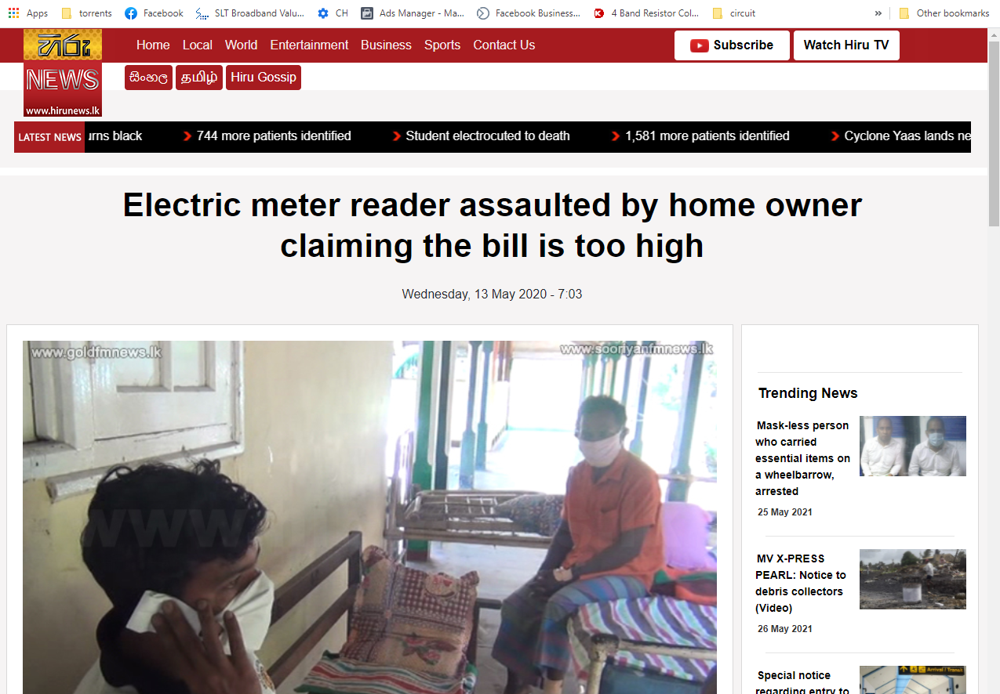 Apps torrents Facebook SLT Broadband Valu... CH Ads Manager - Ma... Facebook Business... 4 Band Resistor Col... circuit » Other bookmarks
හිරු
NEWS
www.hirunews.lk
Home Local World Entertainment Business Sports Contact Us
Subscribe Watch Hiru TV
සිංහල தமிழ் Hiru Gossip
LATEST NEWS urns black 744 more patients identified Student electrocuted to death 1,581 more patients identified Cyclone Yaas lands ne
Electric meter reader assaulted by home owner
claiming the bill is too high
Wednesday, 13 May 2020 - 7:03
www.goldfmnews.lk www.sooriyanfmnews.lk
www
Trending News
Mask-less person
who carried
essential items on
a wheelbarrow,
arrested
25 May 2021
MV X-PRESS
PEARL: Notice to
debris collectors
(Video)
26 May 2021
Special notice
regarding entry to
Arrival / Transit